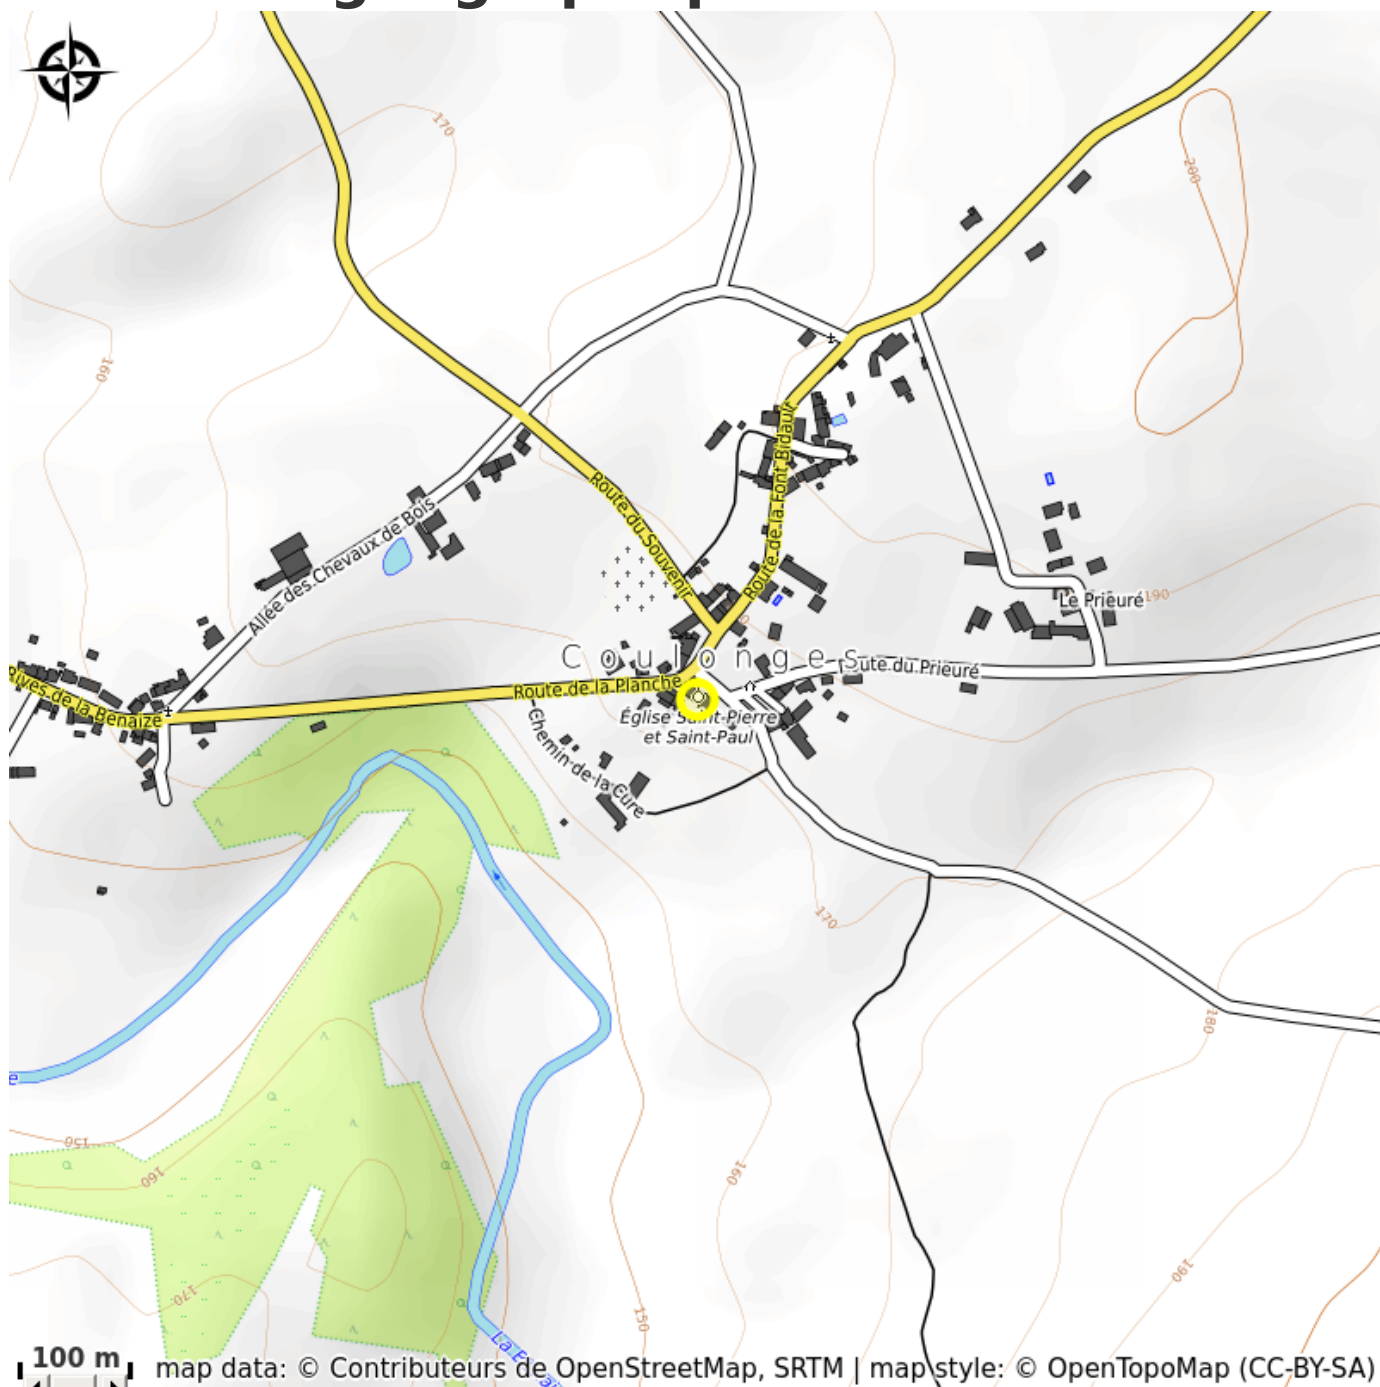 170
200
160
Route du Souvenir
Route de la Font Bidault
Allée des Chevaux de Bois
Le Prieuré
190
Coulonges
Route du Prieuré
Rives de la Benaize
Route de la Planche
Église Saint-Pierre
et Saint-Paul
Chemin de la Cure
170
180
e
150
160
160
190
170
150
100 m
map data: © Contributeurs de OpenStreetMap, SRTM | map style: © OpenTopoMap (CC-BY-SA)